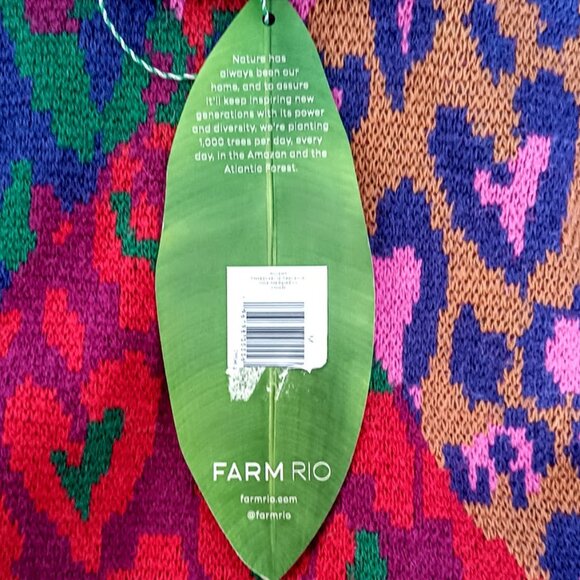 Nature has
always been our
home, and to assure
it'll keep inspiring new
generations with its power
and diversity, we're planting
1,000 trees per day, every
day, in the Amazon and the
Atlantic Forest.
FARM RIO
farmrio.com
@farmrio